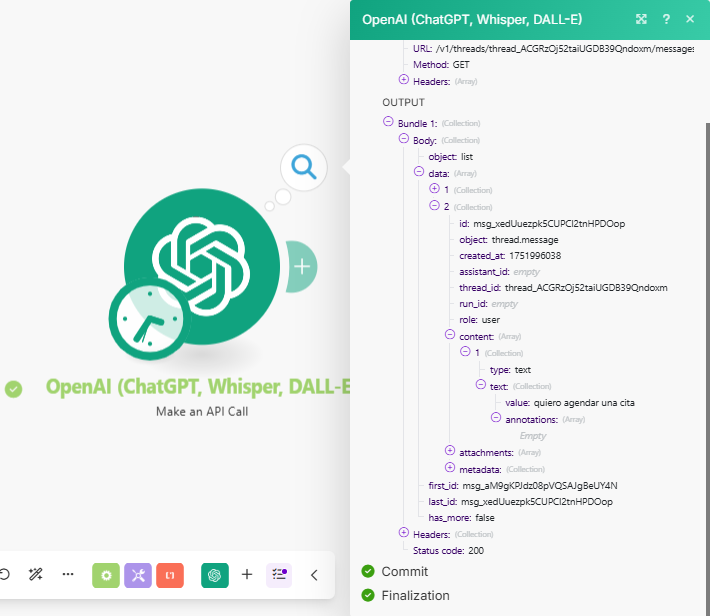 OpenAI (ChatGPT, Whisper, DALL-E)
?
URL: /v1/threads/thread_ACGRzOj52taiUGDB39Qndoxm/messages
Method: GET
Headers: (Array)
OUTPUT
Bundle 1: (Collection)
Body: (Collection)
object: list
data: (Array)
1 (Collection)
2 (Collection)
id: msg_xedUuezpk5CUPCl2tnHPDOop
object: thread.message
created_at: 1751996038
assistant_id: empty
thread_id: thread_ACGRzOj52taiUGDB39Qndoxm
run_id: empty
role: user
content: (Array)
1 (Collection)
type: text
text: (Collection)
value: quiero agendar una cita
annotations: (Array)
Empty
attachments: (Array)
metadata: (Collection)
first_id: msg_aM9gKPJdz08pVQSAJgBeUY4N
last_id: msg_xedUuezpk5CUPCl2tnHPDOop
has_more: false
Headers: (Collection)
Status code: 200
Commit
Finalization
OpenAI (ChatGPT, Whisper, DALL-E
Make an API Call